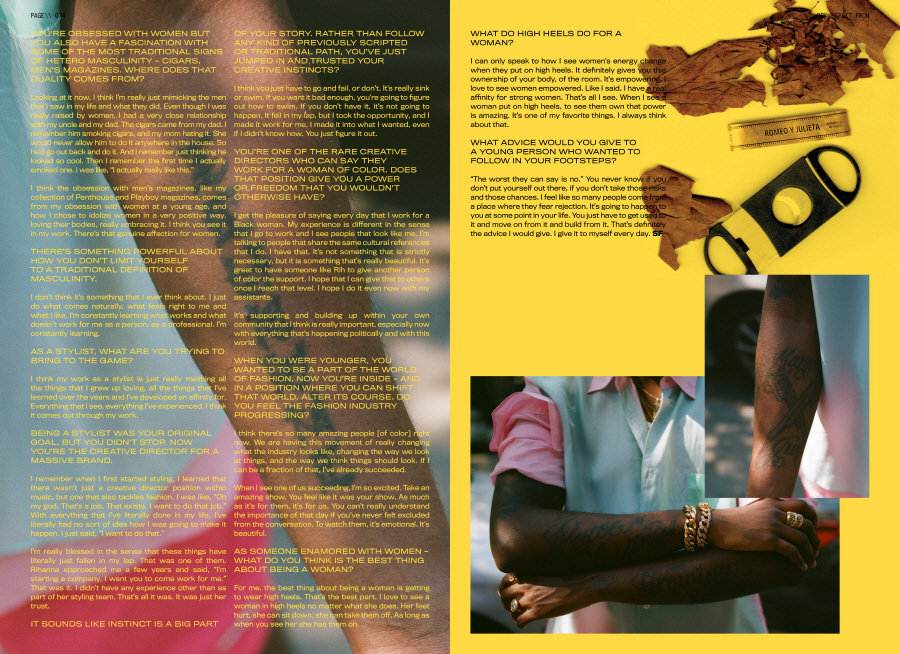 PAGE\\
YOU'RE OBSESSED WITH WOMEN BUT
YOU ALSO HAVE A FASCINATION WITH
SOME OF THE MOST TRADITIONAL SIGNS
OF HETERO MASCULINITY – CIGARS,
MEN'S MAGAZINES. WHERE DOES THAT
DUALITY COMES FROM?
Looking at it now, I think I'm really just mimicking the men
that I saw in my life and what they did. Even though I was
really raised by women, I had a very close relationship
with my uncle and my dad. The cigars came from my dad. I
remember him smoking cigars, and my mom hating it. She
would never allow him to do it anywhere in the house. So
he'd go out back and do it. And I remember just thinking he
looked so cool. Then I remember the first time I actually
smoked one. I was like, "I actually really like this."
I think the obsession with men's magazines, like my
collection of Penthouse and Playboy magazines, comes
from my obsession with women at a young age, and
how I chose to idolize women in a very positive way,
loving their bodies, really embracing it. I think you see it
in my work. There's that genuine affection for women.
THERE'S SOMETHING POWERFUL ABOUT
HOW YOU DON'T LIMIT YOURSELF
TO A TRADITIONAL DEFINITION OF
MASCULINITY.
I don't think it's something that I ever think about. I just
do what comes naturally, what feels right to me and
what I like. I'm constantly learning what works and what
doesn't work for me as a person, as a professional. I'm
constantly learning.
AS A STYLIST, WHAT ARE YOU TRYING TO
BRING TO THE GAME?
I think my work as a stylist is just really meshing all
the things that I grew up loving, all the things that I've
learned over the years and I've developed an affinity for.
Everything that I see, everything I've experienced, I think
it comes out through my work.
BEING A STYLIST WAS YOUR ORIGINAL
GOAL, BUT YOU DIDN'T STOP. NOW
YOU'RE THE CREATIVE DIRECTOR FOR A
MASSIVE BRAND.
I remember when I first started styling, I learned that
there wasn't just a creative director position within
music, but one that also tackles fashion. I was like, "Oh
my god. That's a job. That exists. I want to do that job."
With everything that I've literally done in my life, I've
literally had no sort of idea how I was going to make it
happen. I just said, "I want to do that."
I'm really blessed in the sense that these things have
literally just fallen in my lap. That was one of them.
Rihanna approached me a few years and said, "I'm
starting a company. I want you to come work for me."
That was it. I didn't have any experience other than as
part of her styling team. That's all it was. It was just her
trust.
IT SOUNDS LIKE INSTINCT IS A BIG PART
OF YOUR STORY. RATHER THAN FOLLOW
ANY KIND OF PREVIOUSLY SCRIPTED
OR TRADITIONAL PATH, YOU'VE JUST
JUMPED IN AND TRUSTED YOUR
CREATIVE INSTINCTS?
I think you just have to go and fail, or don't. It's really sink
or swim. If you want it bad enough, you're going to figure
out how to swim. If you don't have it, it's not going to
happen. It fell in my lap, but I took the opportunity, and I
made it work for me. I made it into what I wanted, even
if I didn't know how. You just figure it out.
YOU'RE ONE OF THE RARE CREATIVE
DIRECTORS WHO CAN SAY THEY
WORK FOR A WOMAN OF COLOR. DOES
THAT POSITION GIVE YOU A POWER
OR FREEDOM THAT YOU WOULDN'T
OTHERWISE HAVE?
I get the pleasure of saying every day that I work for a
Black woman. My experience is different in the sense
that I go to work and I see people that look like me. I'm
talking to people that share the same cultural references
that I do. I have that. It's not something that is strictly
necessary, but it is something that's really beautiful. It's
great to have someone like Rih to give another person
of color the support. I hope that I can give that to others
once I reach that level. I hope I do it even now with my
assistants.
It's supporting and building up within your own
community that I think is really important, especially now
with everything that's happening politically and with this
world.
WHEN YOU WERE YOUNGER, YOU
WANTED TO BE A PART OF THE WORLD
OF FASHION. NOW YOU'RE INSIDE – AND
IN A POSITION WHERE YOU CAN SHIFT
THAT WORLD, ALTER ITS COURSE. DO
YOU FEEL THE FASHION INDUSTRY
PROGRESSING?
I think there's so many amazing people [of color] right
now. We are having this movement of really changing
what the industry looks like, changing the way we look
at things, and the way we think things should look. If I
can be a fraction of that, I've already succeeded.
When I see one of us succeeding, I'm so excited. Take an
amazing show. You feel like it was your show. As much
as it's for them, it's for us. You can't really understand
the importance of that day if you've never felt excluded
from the conversation. To watch them, it's emotional. It's
beautiful.
AS SOMEONE ENAMORED WITH WOMEN –
WHAT DO YOU THINK IS THE BEST THING
ABOUT BEING A WOMAN?
For me, the best thing about being a woman is getting
to wear high heels. That's the best part. I love to see a
woman in high heels no matter what she does. Her feet
hurt, she can sit down, she can take them off. As long as
when you see her she has them on.
WHAT DO HIGH HEELS DO FOR A
WOMAN?
I can only speak to how I see women's energy change
when they put on high heels. It definitely gives you this
ownership of your body, of the room. It's empowering. I
love to see women empowered. Like I said, I have a real
affinity for strong women. That's all I see. When I see a
woman put on high heels, to see them own that power
is amazing. It's one of my favorite things. I always think
about that.
WHAT ADVICE WOULD YOU GIVE TO
A YOUNG PERSON WHO WANTED TO
FOLLOW IN YOUR FOOTSTEPS?
"The worst they can say is no." You never know if you
don't put yourself out there, if you don't take those risks
and those chances. I feel like so many people come from
a place where they fear rejection. It's going to happen to
you at some point in your life. You just have to get used to
it and move on from it and build from it. That's definitely
the advice I would give. I give it to myself every day. SF
ROMEO Y JULIETA